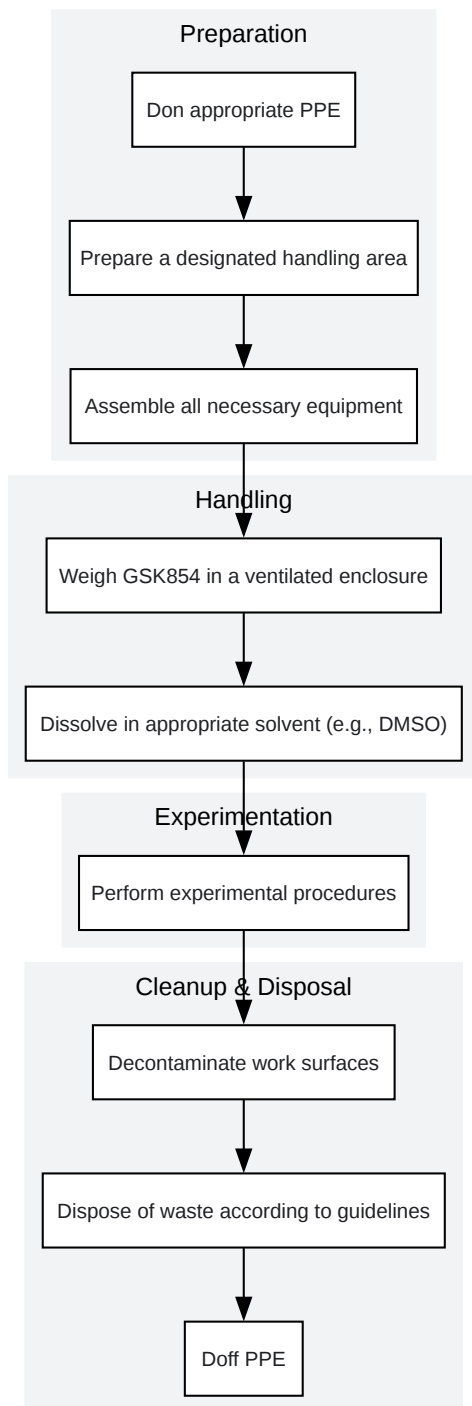 Preparation
Don appropriate PPE
Prepare a designated handling area
Assemble all necessary equipment
Handling
Weigh GSK854 in a ventilated enclosure
Dissolve in appropriate solvent (e.g., DMSO)
Experimentation
Perform experimental procedures
Cleanup & Disposal
Decontaminate work surfaces
Dispose of waste according to guidelines
Doff PPE